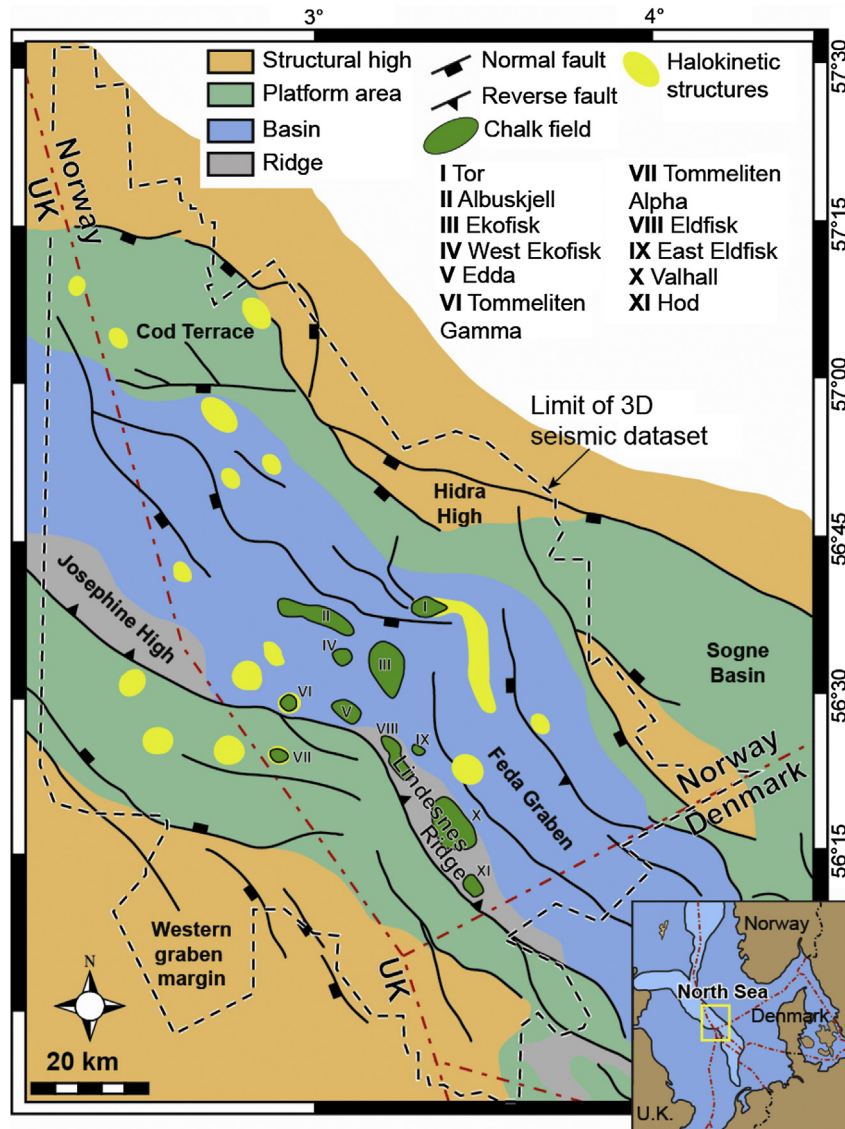 3°
4°
57°30
57°15
57°00
56°45
56°30
56°15
Structural high
Platform area
Basin
Ridge
Normal fault
Reverse fault
Chalk field
Halokinetic
structures
I Tor
II Albuskjell
III Ekofisk
IV West Ekofisk
V Edda
VI Tommeliten
Gamma
VII Tommeliten
Alpha
VIII Eldfisk
IX East Eldfisk
X Valhall
XI Hod
Norway
UK
Cod Terrace
Limit of 3D
seismic dataset
Hidra
High
Josephine High
I
II
IV
III
VI
V
VII
VIII
IX
X
XI
Sogne
Basin
Feda Graben
Lindesnes
Ridge
Norway
Denmark
Western
graben
margin
UK
N
20 km
Norway
North Sea
Denmark
U.K.